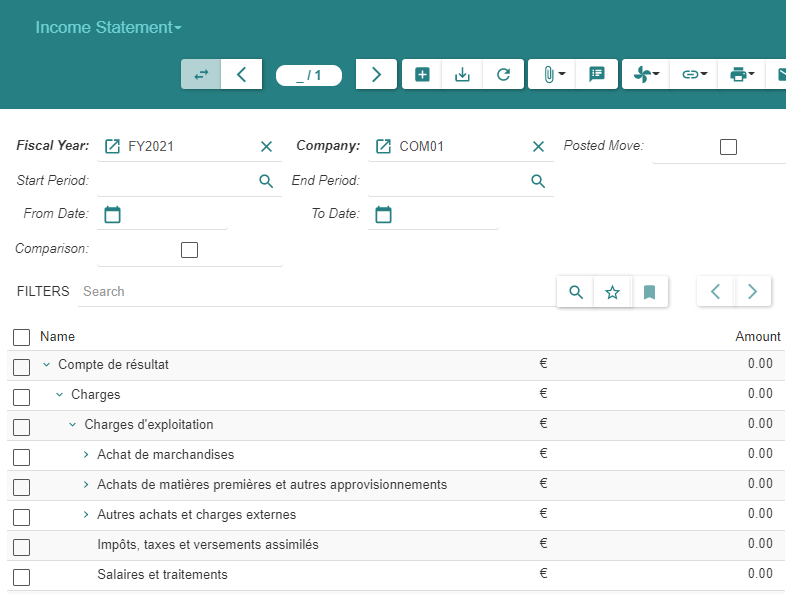 Income Statement
_ / 1
Fiscal Year: FY2021 Company: COM01 Posted Move:
Start Period: End Period:
From Date: To Date:
Comparison:
FILTERS Search
Name Amount
Compte de résultat € 0.00
Charges € 0.00
Charges d'exploitation € 0.00
Achat de marchandises € 0.00
Achats de matières premières et autres approvisionnements € 0.00
Autres achats et charges externes € 0.00
Impôts, taxes et versements assimilés € 0.00
Salaires et traitements € 0.00